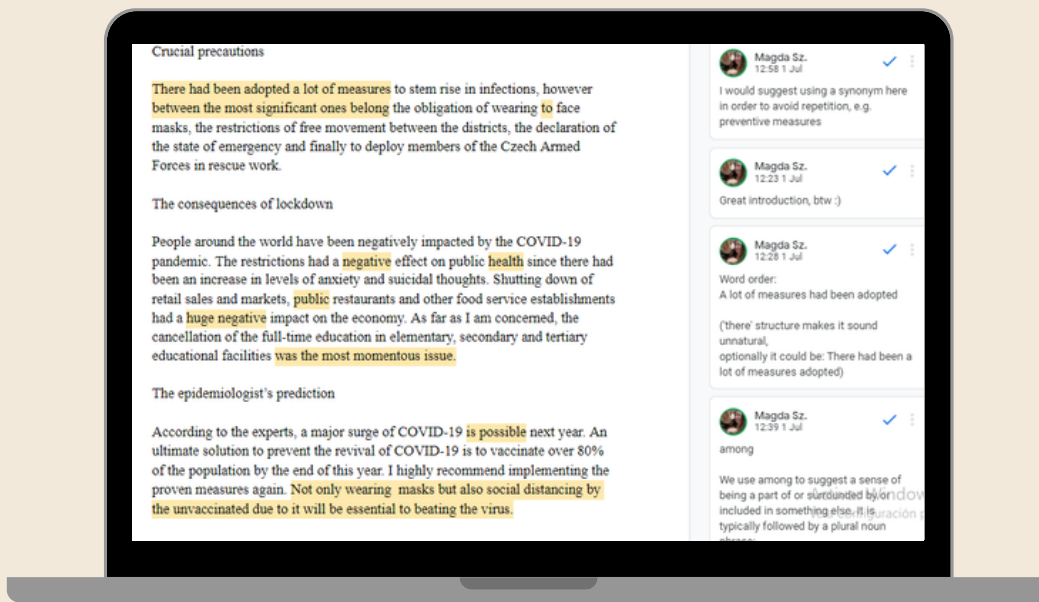 Crucial precautions
There had been adopted a lot of measures to stem rise in infections, however
between the most significant ones belong the obligation of wearing to face
masks, the restrictions of free movement between the districts, the declaration of
the state of emergency and finally to deploy members of the Czech Armed
Forces in rescue work.
The consequences of lockdown
People around the world have been negatively impacted by the COVID-19
pandemic. The restrictions had a negative effect on public health since there had
been an increase in levels of anxiety and suicidal thoughts. Shutting down of
retail sales and markets, public restaurants and other food service establishments
had a huge negative impact on the economy. As far as I am concerned, the
cancellation of the full-time education in elementary, secondary and tertiary
educational facilities was the most momentous issue.
The epidemiologist's prediction
According to the experts, a major surge of COVID-19 is possible next year. An
ultimate solution to prevent the revival of COVID-19 is to vaccinate over 80%
of the population by the end of this year. I highly recommend implementing the
proven measures again. Not only wearing masks but also social distancing by
the unvaccinated due to it will be essential to beating the virus.
Magda Sz.
12:58 1 Jul
I would suggest using a synonym here
in order to avoid repetition, e.g.
preventive measures
Magda Sz.
12:23 1 Jul
Great introduction, btw :)
Magda Sz.
12:28 1 Jul
Word order:
A lot of measures had been adopted
('there' structure makes it sound
unnatural,
optionally it could be: There had been a
lot of measures adopted)
Magda Sz.
12:39 1 Jul
among
We use among to suggest a sense of
being a part of or surrounded by or
included in something else. It is
typically followed by a plural noun
phrase: